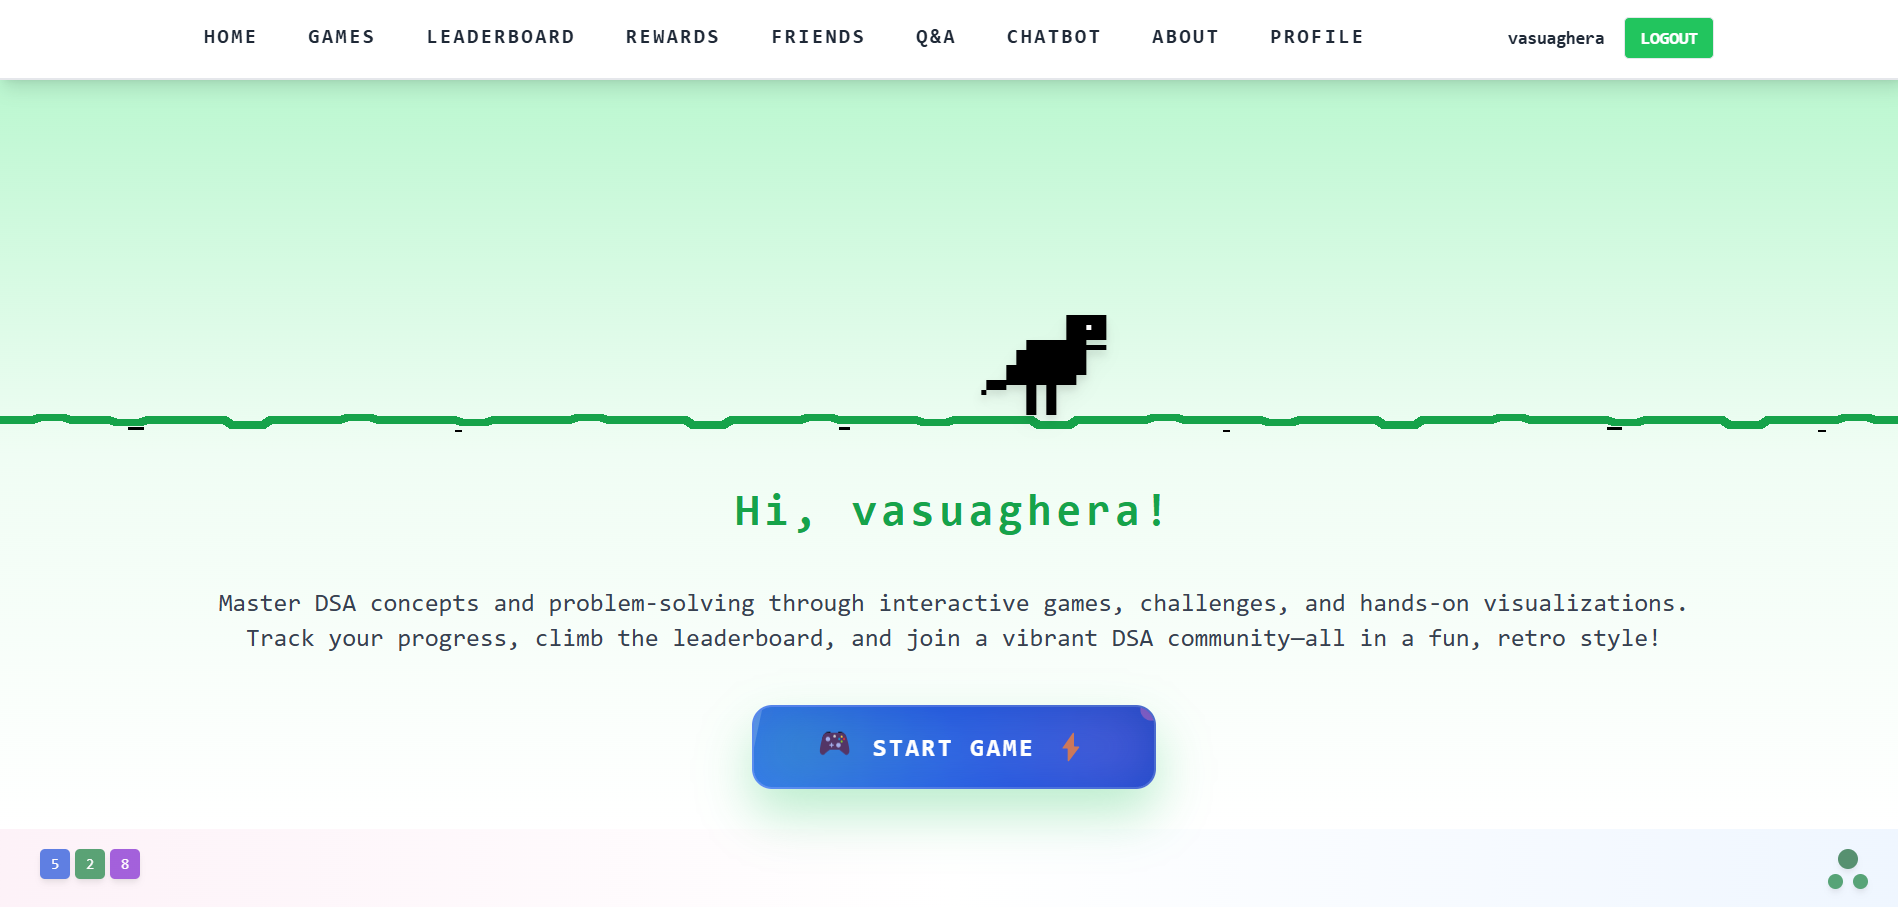 HOME GAMES LEADERBOARD REWARDS FRIENDS Q&A CHATBOT ABOUT PROFILE vasuaghera LOGOUT
Hi, vasuaghera!
Master DSA concepts and problem-solving through interactive games, challenges, and hands-on visualizations.
Track your progress, climb the leaderboard, and join a vibrant DSA community—all in a fun, retro style!
START GAME
5 2 8